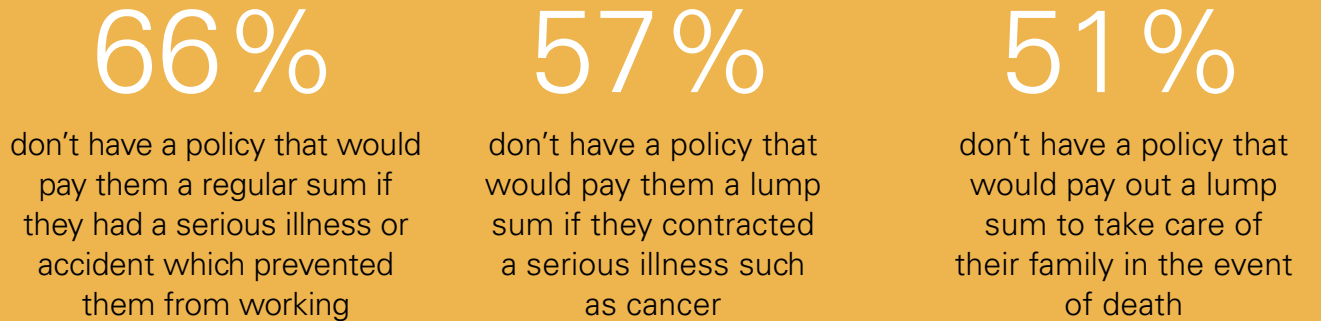 66%
don’t have a policy that would
pay them a regular sum if
they had a serious illness or
accident which prevented
them from working
57%
don’t have a policy that
would pay them a lump
sum if they contracted
a serious illness such
as cancer
51%
don’t have a policy that
would pay out a lump
sum to take care of
their family in the event
of death